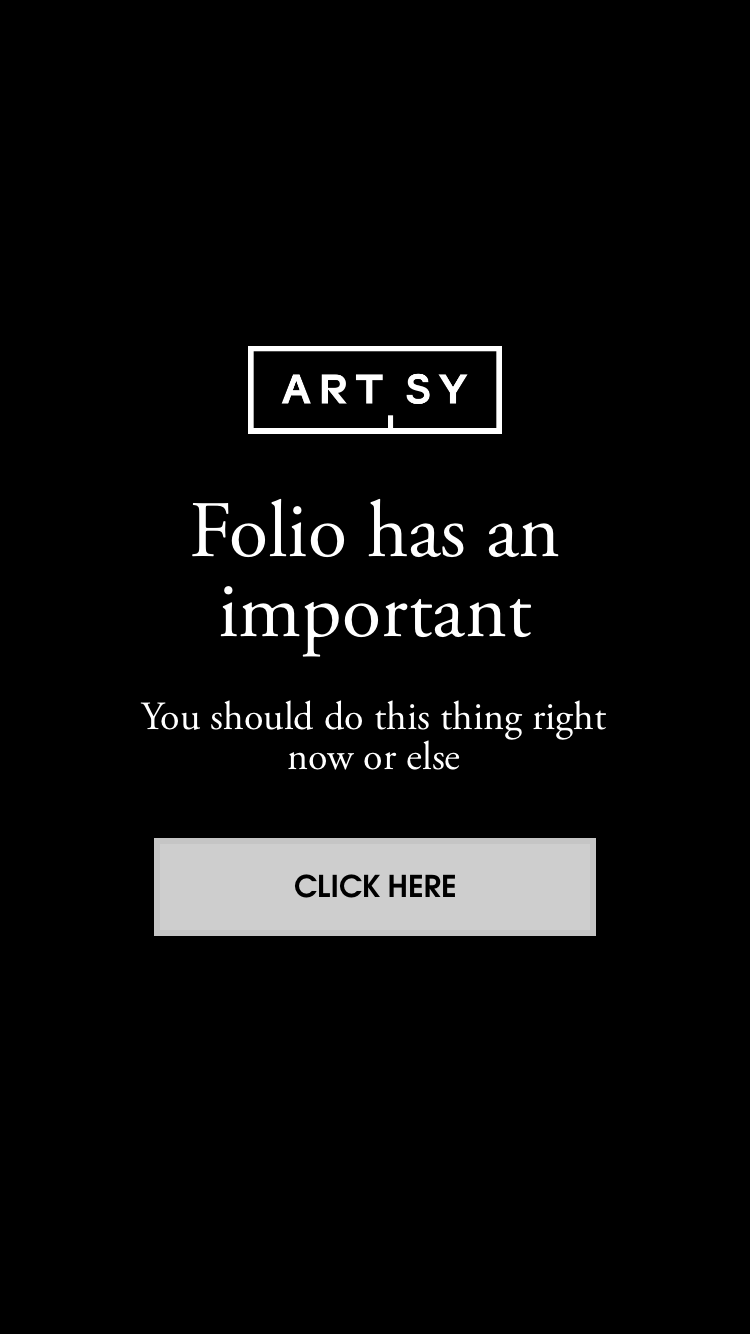 ARTSY
Folio has an
important
You should do this thing right
now or else
CLICK HERE